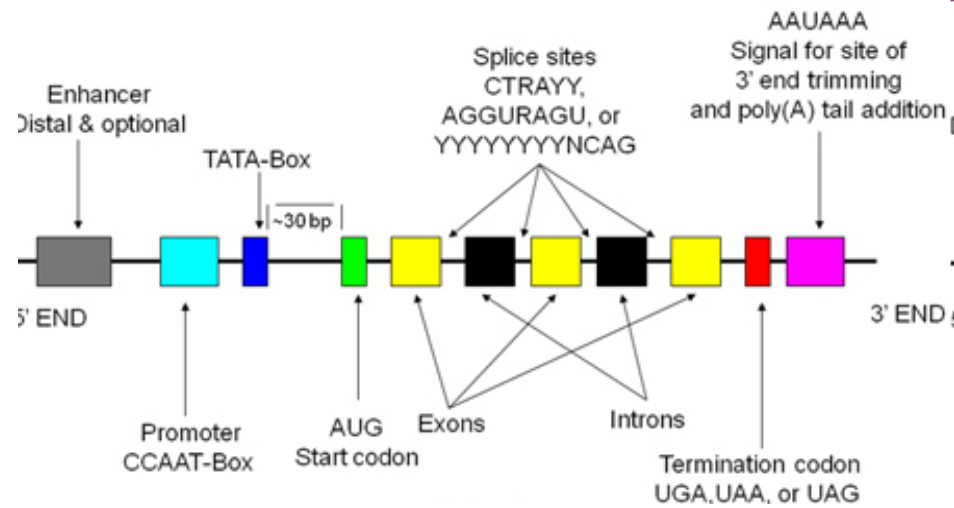 Enhancer
Distal & optional
TATA-Box
~30 bp
Splice sites
CTRAYY,
AGGURAGU, or
YYYYYYYYNCAG
AAUAAA
Signal for site of
3' end trimming
and poly(A) tail addition
5' END
3' END
Promoter
CCAAT-Box
AUG
Start codon
Exons
Introns
Termination codon
UGA,UAA, or UAG